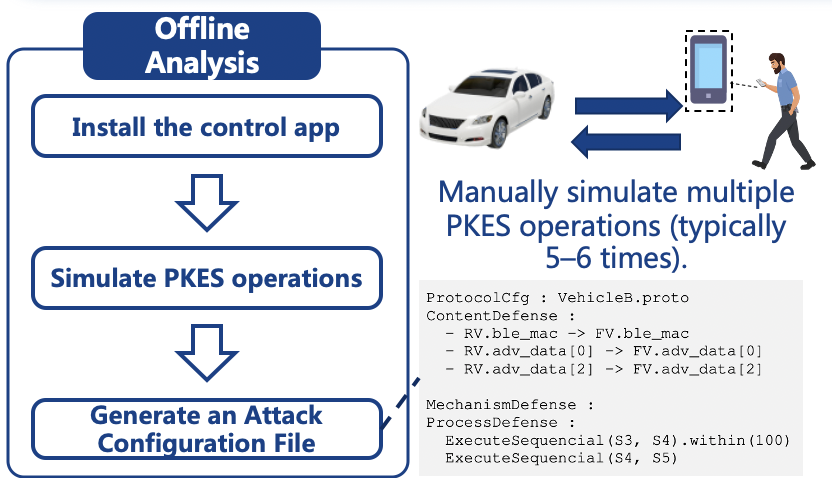 Offline
Analysis
Install the control app
Simulate PKES operations
Generate an Attack
Configuration File
Manually simulate multiple
PKES operations (typically
5–6 times).
ProtocolCfg : VehicleB.proto
ContentDefense :
- RV.ble_mac -> FV.ble_mac
- RV.adv_data[0] -> FV.adv_data[0]
- RV.adv_data[2] -> FV.adv_data[2]
MechanismDefense :
ProcessDefense :
ExecuteSequencial(S3, S4).within(100)
ExecuteSequencial(S4, S5)